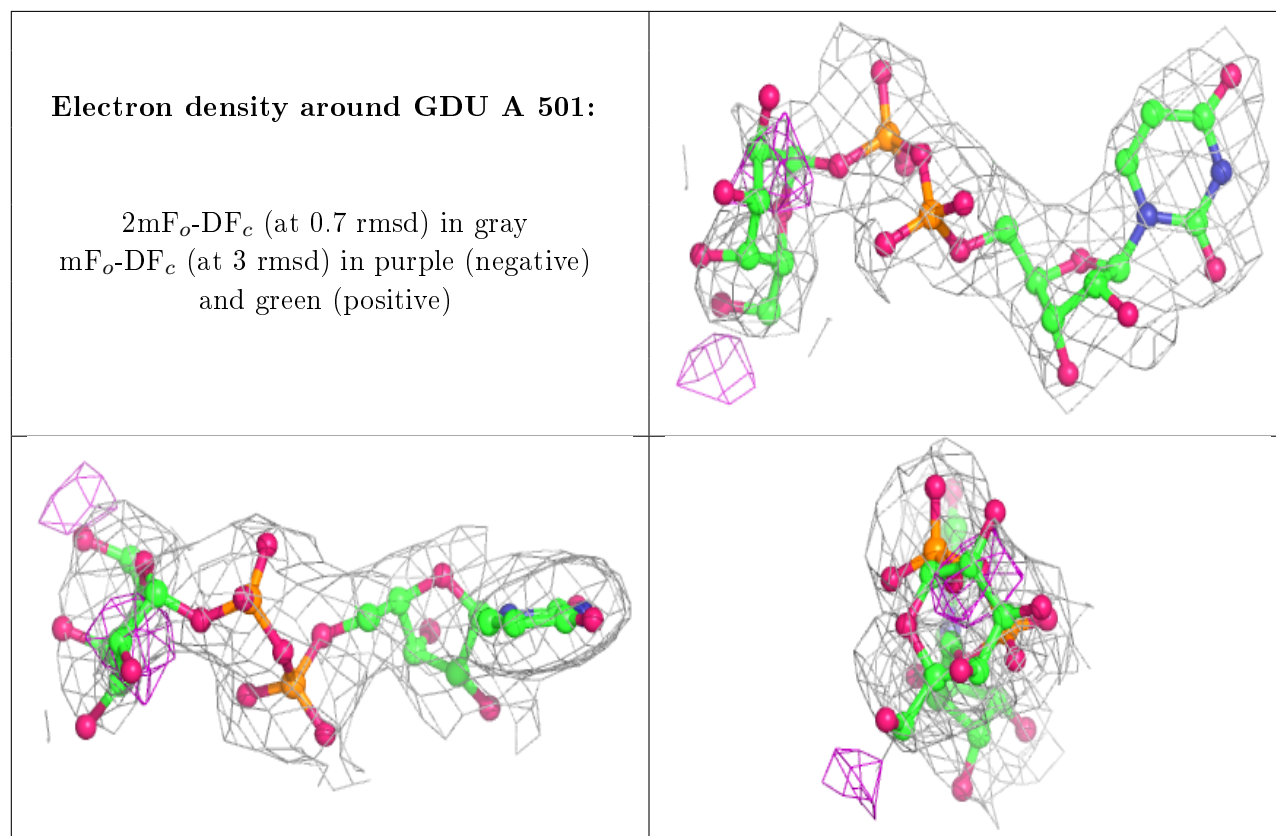 Electron density around GDU A 501:
2mFo-DFc (at 0.7 rmsd) in gray
mFo-DFc (at 3 rmsd) in purple (negative)
and green (positive)